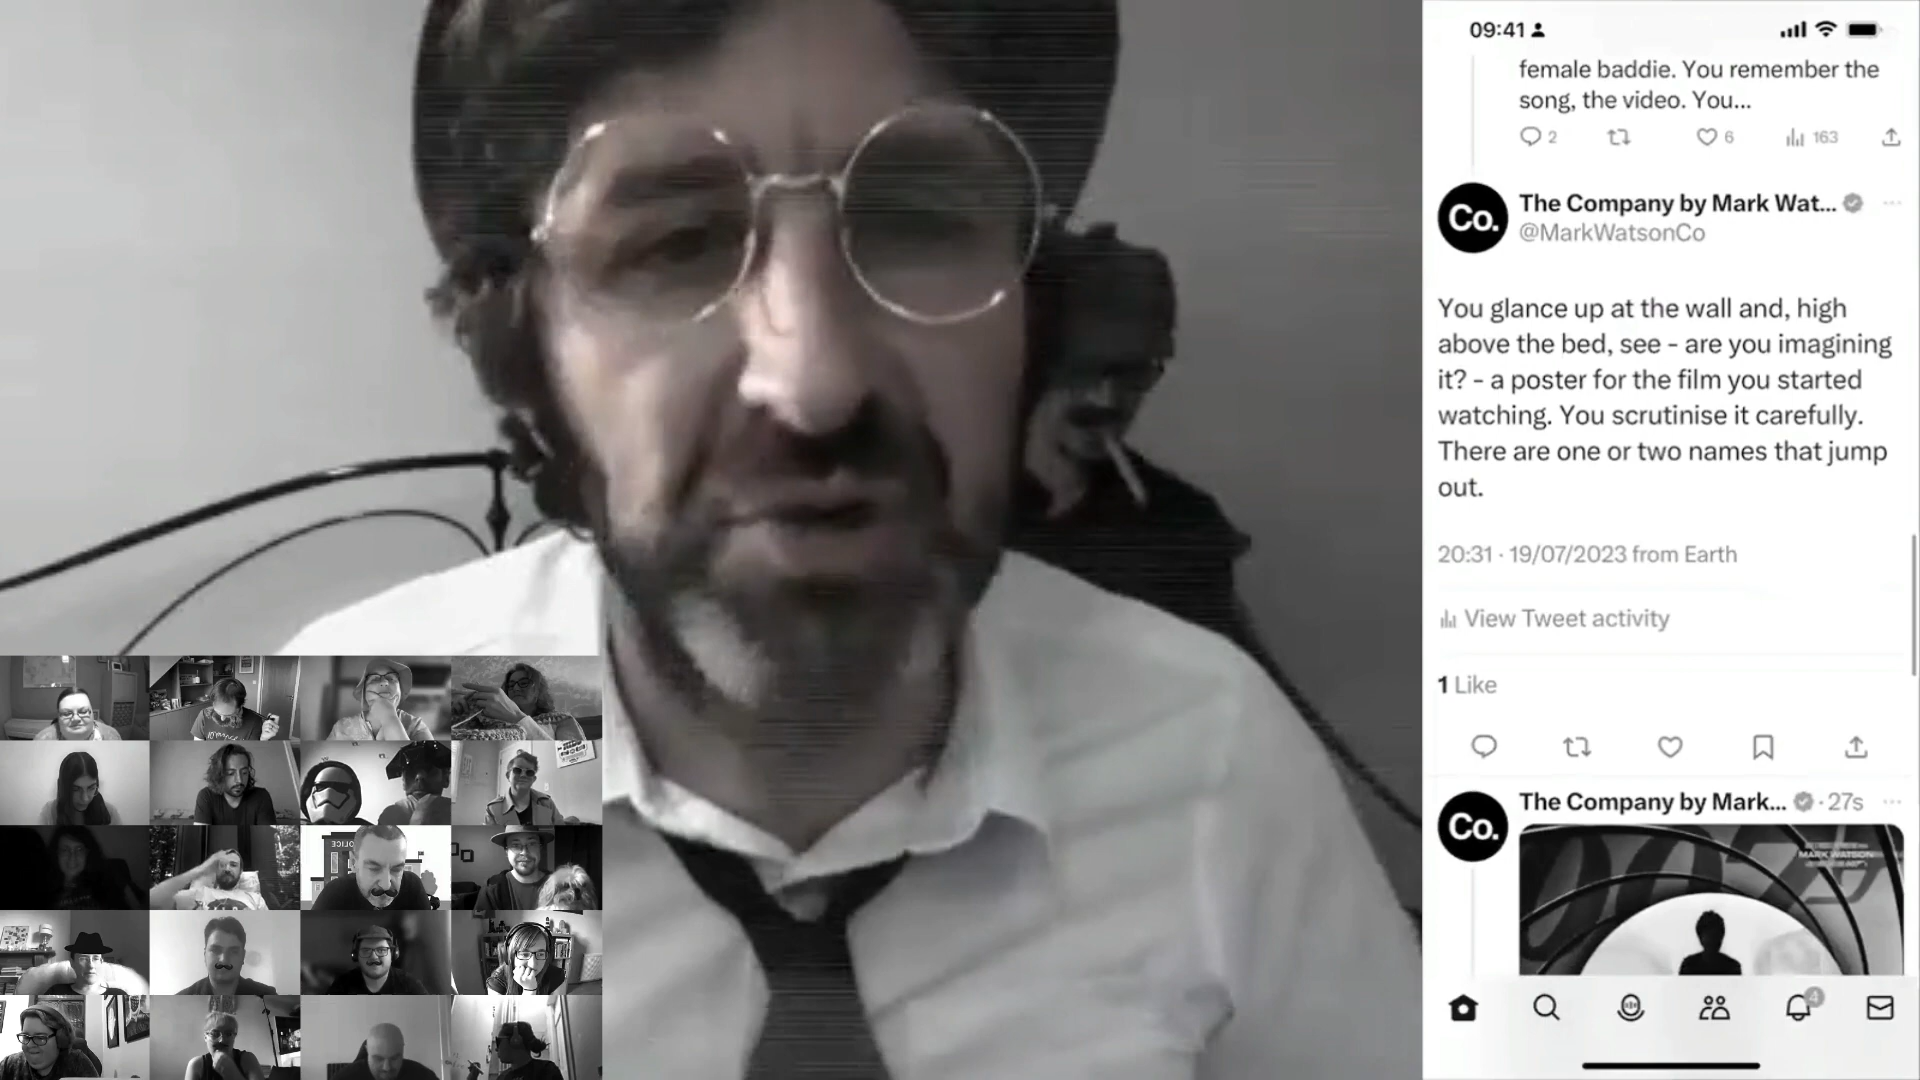 09:41
female baddie. You remember the
song, the video. You...
2
6
163
Co.
The Company by Mark Wat...
@MarkWatsonCo
You glance up at the wall and, high
above the bed, see - are you imagining
it? - a poster for the film you started
watching. You scrutinise it carefully.
There are one or two names that jump
out.
20:31 · 19/07/2023 from Earth
View Tweet activity
1 Like
Co.
The Company by Mark...
· 27s
MARK WATSON
4